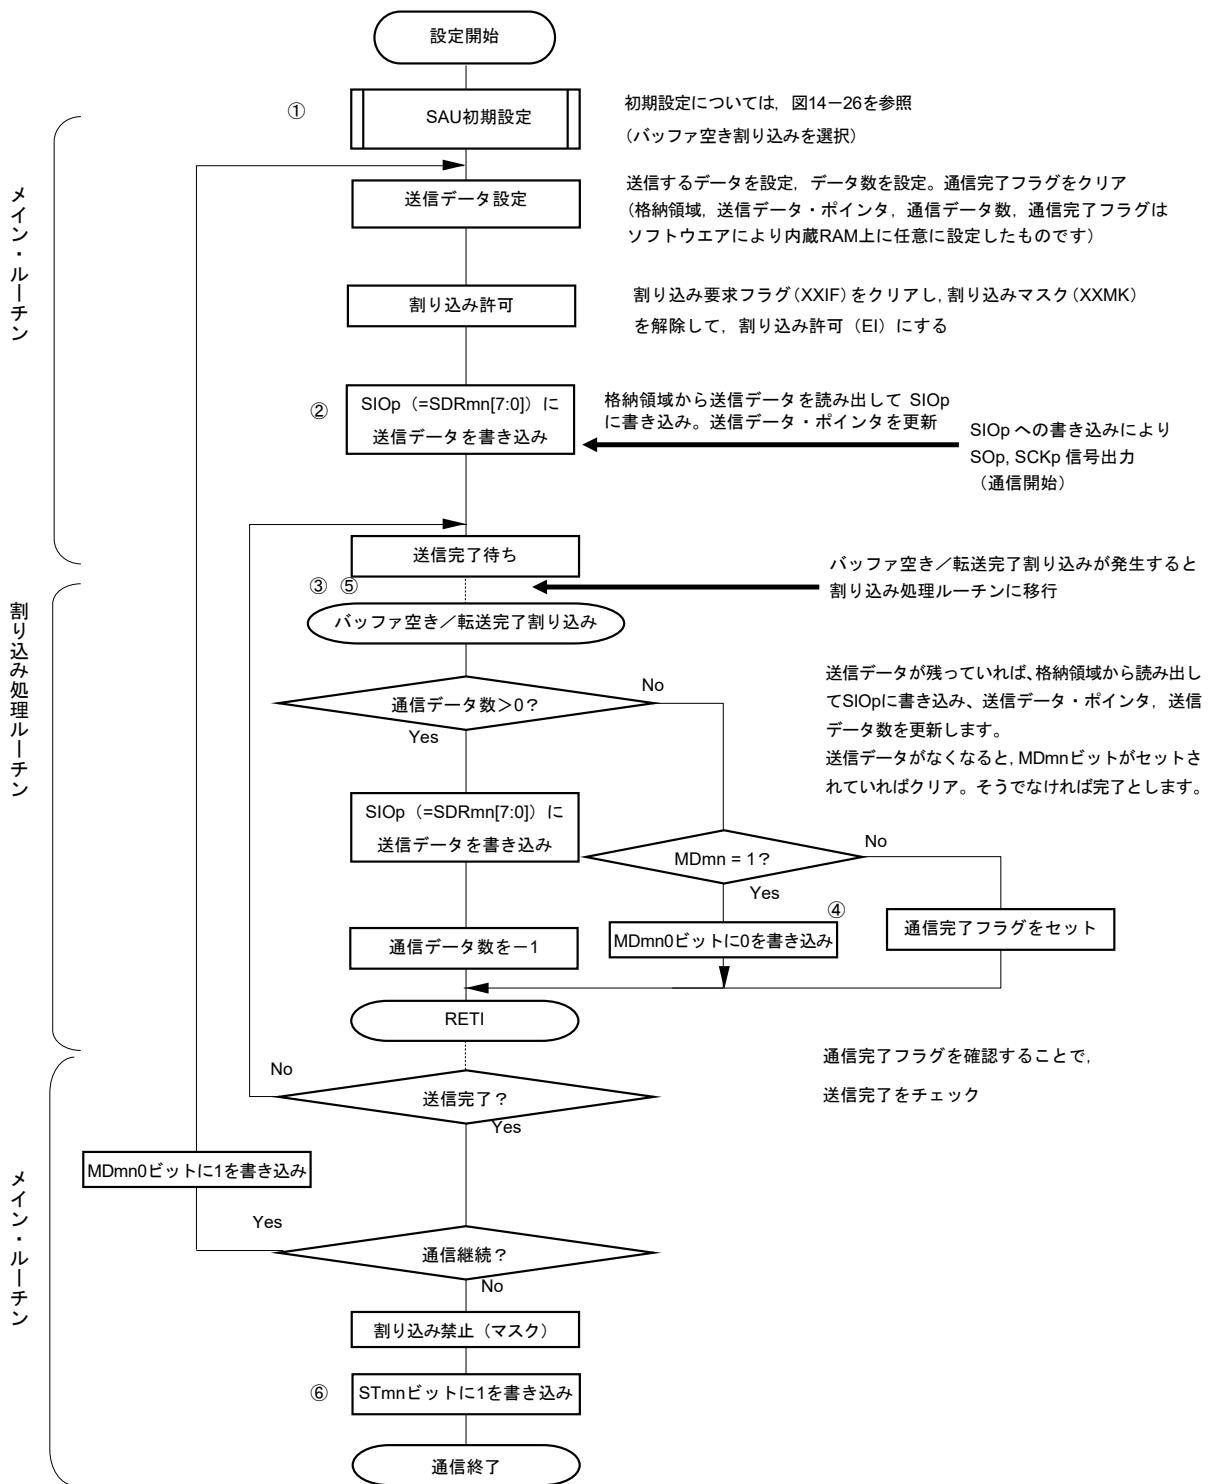 設定開始
①
SAU初期設定
初期設定については，図14－26を参照
（バッファ空き割り込みを選択）
メイン・ルーチン
送信データ設定
送信するデータを設定，データ数を設定。通信完了フラグをクリア
（格納領域，送信データ・ポインタ，通信データ数，通信完了フラグは
ソフトウエアにより内蔵RAM上に任意に設定したものです）
割り込み許可
割り込み要求フラグ（XXIF）をクリアし，割り込みマスク（XXMK）
を解除して，割り込み許可（EI）にする
②
SIOp（=SDRmn[7:0]）に
送信データを書き込み
格納領域から送信データを読み出して SIOp
に書き込み。送信データ・ポインタを更新
SIOp への書き込みにより
SOp, SCKp 信号出力
（通信開始）
送信完了待ち
③ ⑤
バッファ空き／転送完了割り込みが発生すると
割り込み処理ルーチンに移行
割り込み処理ルーチン
バッファ空き／転送完了割り込み
通信データ数＞0？
No
Yes
送信データが残っていれば、格納領域から読み出し
てSIOpに書き込み、送信データ・ポインタ，送信
データ数を更新します。
送信データがなくなると，MDmnビットがセットさ
れていればクリア。そうでなければ完了とします。
SIOp（=SDRmn[7:0]）に
送信データを書き込み
MDmn = 1？
No
Yes
④
通信データ数を－1
MDmn0ビットに0を書き込み
通信完了フラグをセット
RETI
通信完了フラグを確認することで，
送信完了をチェック
No
送信完了？
Yes
メイン・ルーチン
MDmn0ビットに1を書き込み
Yes
通信継続？
No
割り込み禁止（マスク）
⑥
STmnビットに1を書き込み
通信終了